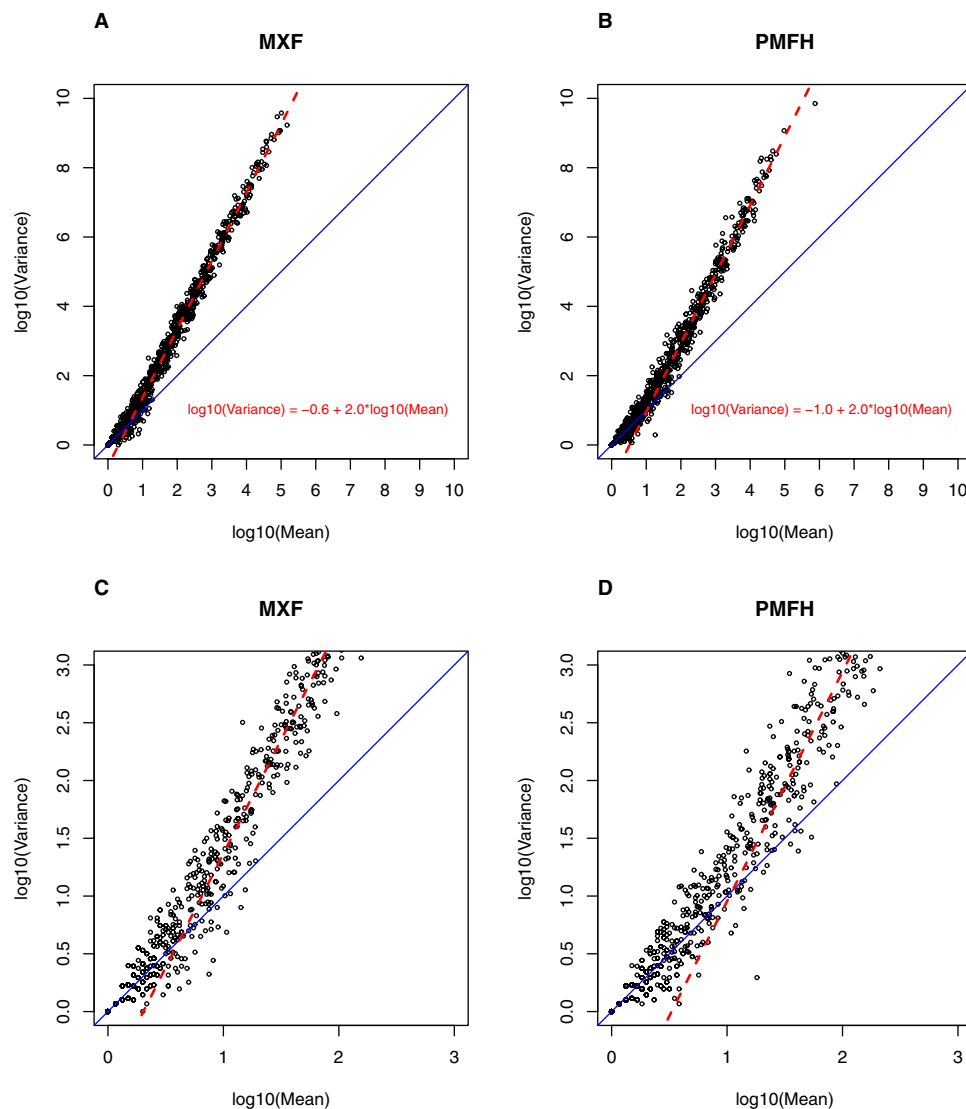 A
MXF
log10(Variance)
10
8
6
4
2
0
log10(Variance) = −0.6 + 2.0*log10(Mean)
0 1 2 3 4 5 6 7 8 9 10
log10(Mean)
B
PMFH
log10(Variance)
10
8
6
4
2
0
log10(Variance) = −1.0 + 2.0*log10(Mean)
0 1 2 3 4 5 6 7 8 9 10
log10(Mean)
C
MXF
log10(Variance)
3.0
2.5
2.0
1.5
1.0
0.5
0.0
0 1 2 3
log10(Mean)
D
PMFH
log10(Variance)
3.0
2.5
2.0
1.5
1.0
0.5
0.0
0 1 2 3
log10(Mean)